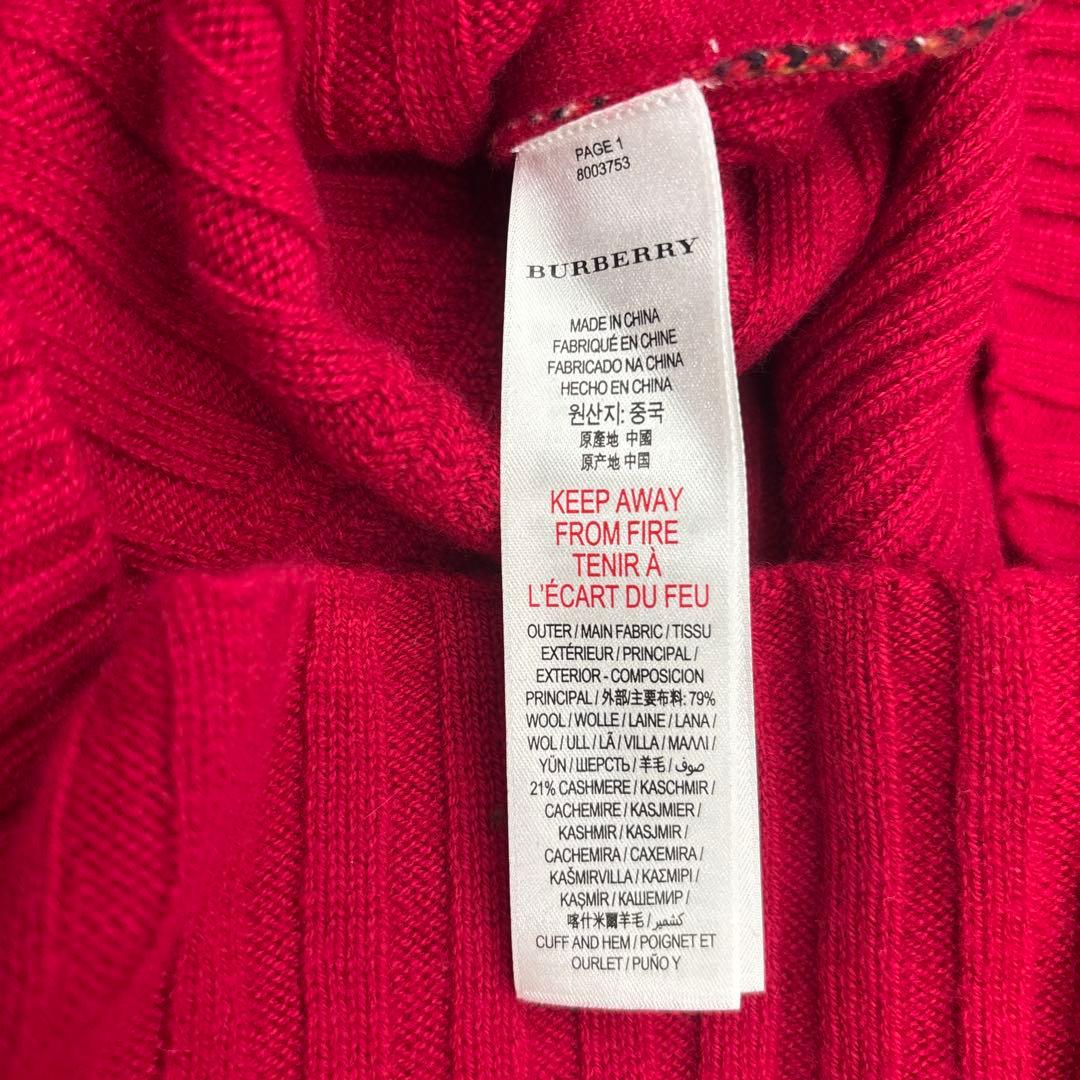 PAGE 1
8003753
BURBERRY
MADE IN CHINA
FABRIQUÉ EN CHINE
FABRICADO NA CHINA
HECHO EN CHINA
원산지: 중국
原產地 中國
原产地 中国
KEEP AWAY
FROM FIRE
TENIR À
L'ÉCART DU FEU
OUTER / MAIN FABRIC / TISSU
EXTÉRIEUR / PRINCIPAL /
EXTERIOR - COMPOSICION
PRINCIPAL / 外部/主要布料: 79%
WOOL / WOLLE / LAINE / LANA /
WOL / ULL / LÃ / VILLA / ΜΑΛΛΙ /
YÜN / ШЕРСТЬ / 羊毛 / صوف
21% CASHMERE / KASCHMIR /
CACHEMIRE / KASJMIER /
KASHMIR / KASJMIR /
CACHEMIRA / CAXEMIRA /
KAŠMIRVILLA / ΚΑΣΜΙΡΙ /
KAŞMİR / КАШЕМИР /
喀什米爾羊毛 / كشمير
CUFF AND HEM / POIGNET ET
OURLET / PUÑO Y